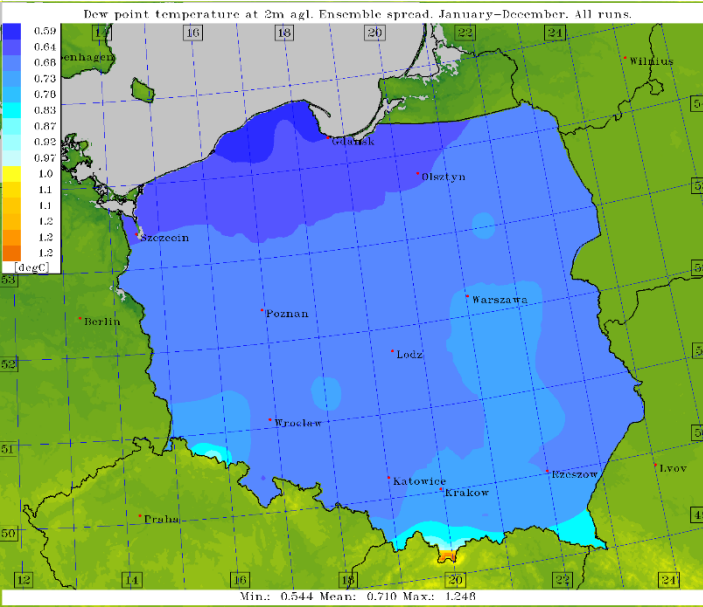 Dew point temperature at 2m agl. Ensemble spread. January-December. All runs.
0.59
0.64
0.68
0.73
0.78
0.83
0.87
0.92
0.97
1.0
1.1
1.1
1.2
1.2
[degC]
14 16 18 20 22 24
enhagen
Wilnius
54
Gdansk
Olsztyn
Szczecin
53
Warszawa
Poznan
Berlin
Lodz
52
Wroclaw
51
Katowice
Krakow
Rzeszow
Lvov
Praha
50
12 14 16 18 20 22 24
Min.: 0.544 Mean: 0.710 Max.: 1.248